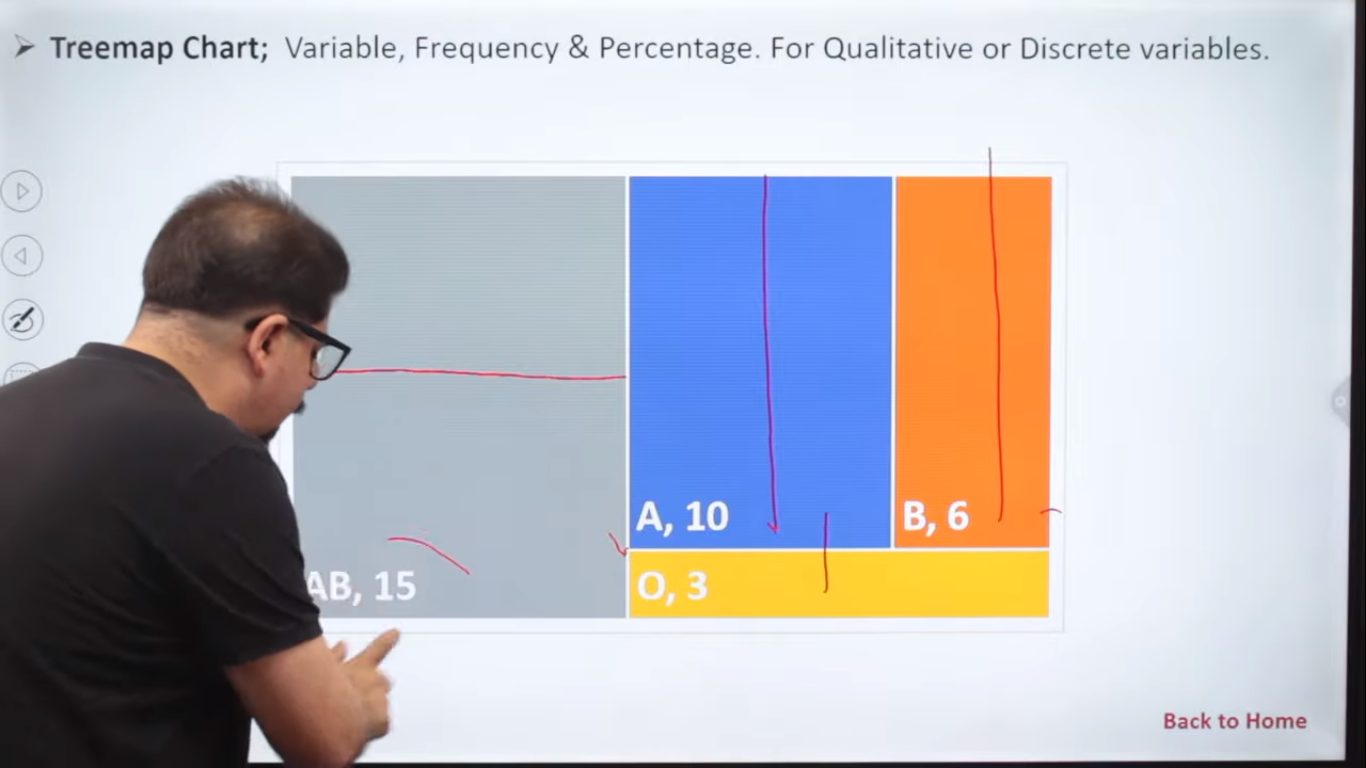 ➤ Treemap Chart; Variable, Frequency & Percentage. For Qualitative or Discrete variables.
A, 10
B, 6
AB, 15
O, 3
Back to Home